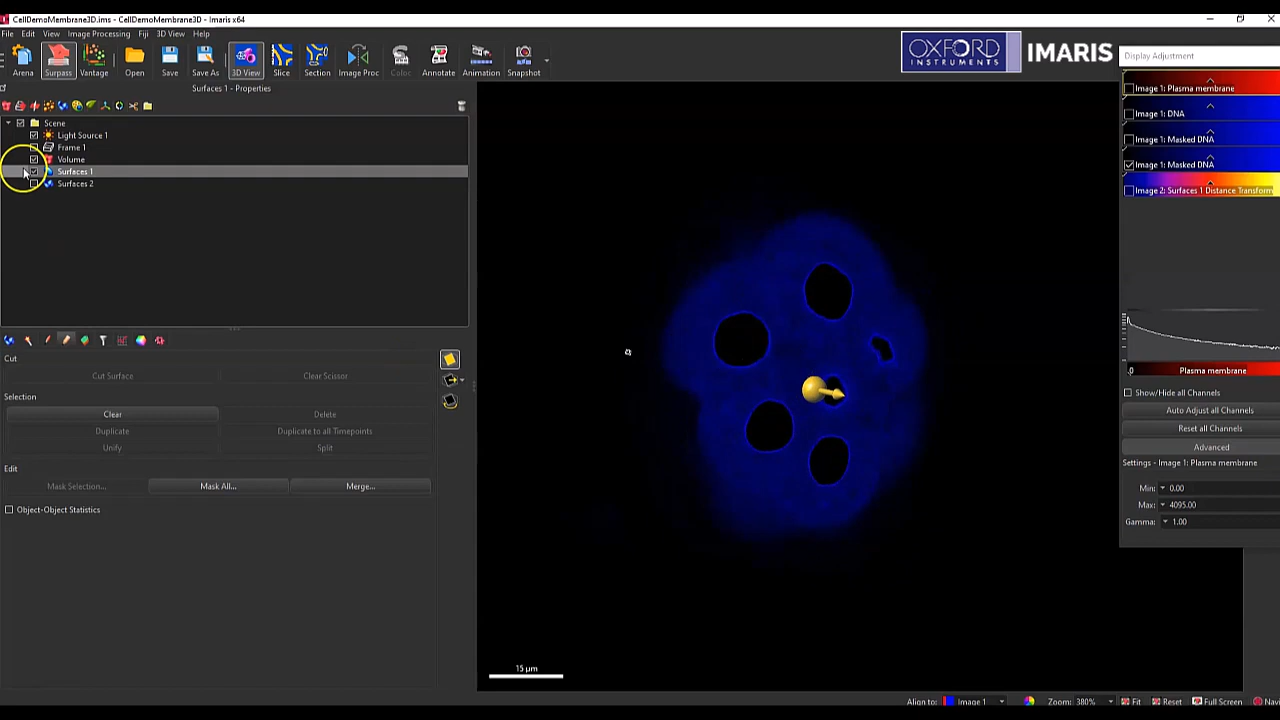 CellDemoMembrane3D.ims - CellDemoMembrane3D - Imaris x64
File Edit View Image Processing Fiji 3D View Help
OXFORD INSTRUMENTS IMARIS
Arena Surpass Vantage Open Save Save As 3D View Slice Section Image Proc Coloc Annotate Animation Snapshot
Display Adjustment
Surfaces 1 - Properties
Image 1: Plasma membrane
Image 1: DNA
Image 1: Masked DNA
Image 1: Masked DNA
Image 2: Surfaces 1 Distance Transform
Scene
Light Source 1
Frame 1
Volume
Surfaces 1
Surfaces 2
Cut
Cut Surface Clear Scissor
Selection
Clear Delete
Duplicate Duplicate to all Timepoints
Unify Split
Edit
Mask Selection... Mask All... Merge...
Object-Object Statistics
.0 Plasma membrane
Show/Hide all Channels
Auto Adjust all Channels
Reset all Channels
Advanced
Settings - Image 1: Plasma membrane
Min: 0.00
Max: 4095.00
Gamma: 1.00
15 µm
Align to: Image 1 Zoom: 380% Fit Reset Full Screen Navi